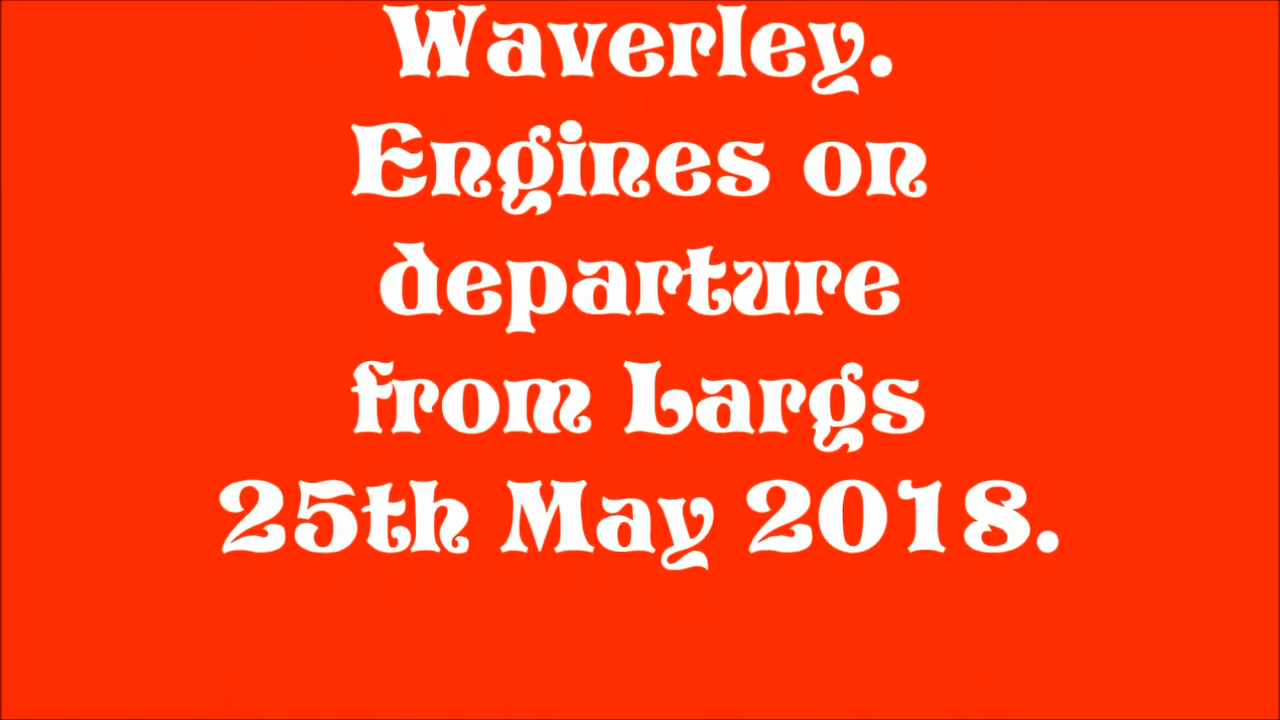 Waverley.
Engines on
departure
from Largs
25th May 2018.